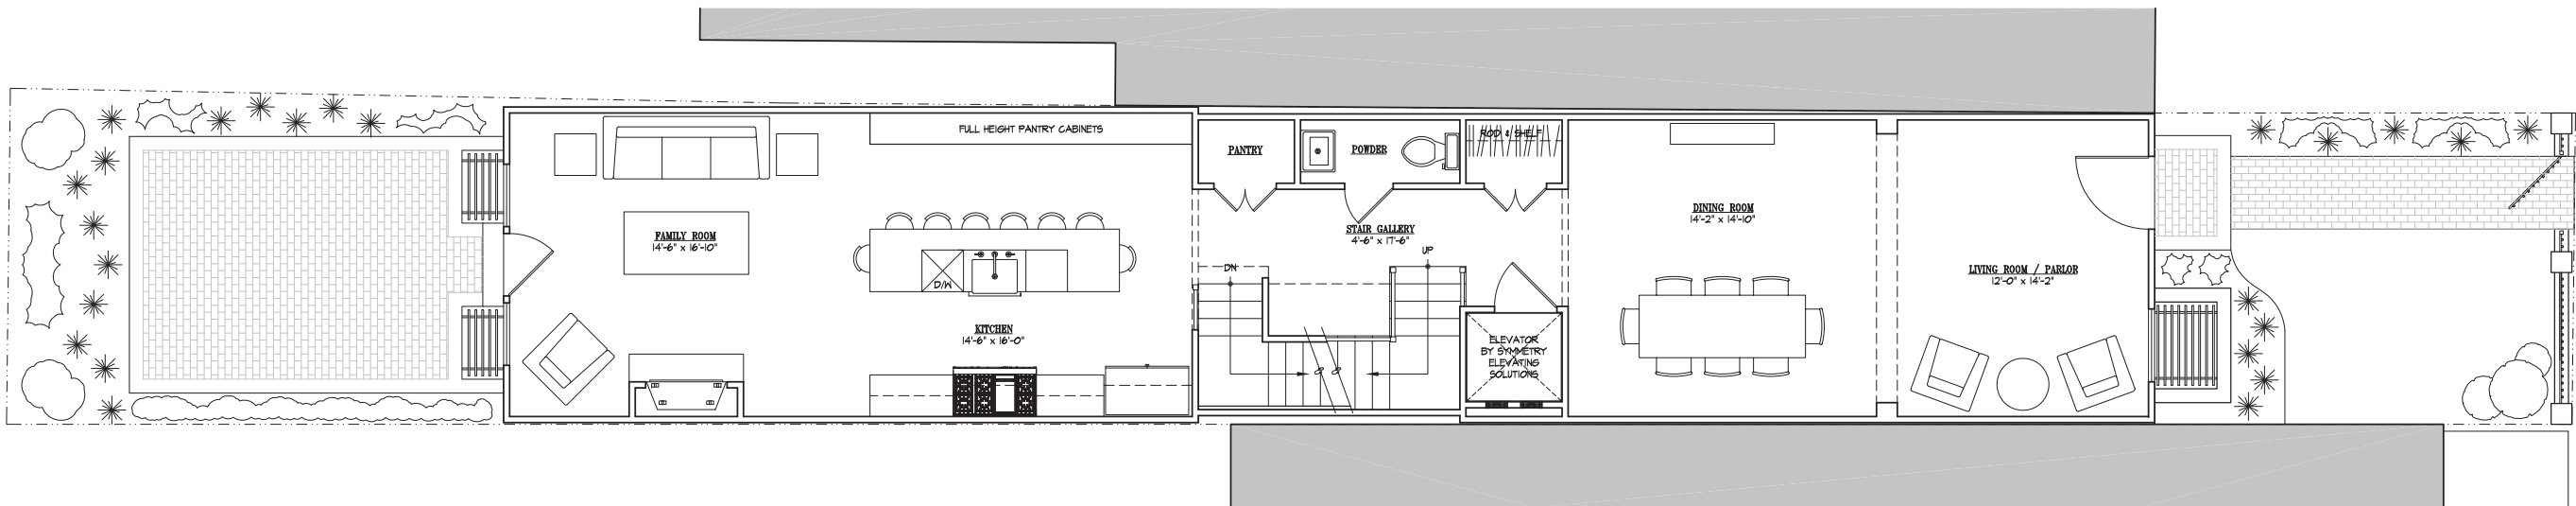 FULL HEIGHT PANTRY CABINETS
PANTRY
POWDER
ROD & SHELF
FAMILY ROOM
14'-6" x 16'-10"
D/W
KITCHEN
14'-6" x 16'-0"
STAIR GALLERY
4'-6" x 17'-6"
DN
UP
ELEVATOR
BY SYMMETRY
ELEVATING
SOLUTIONS
DINING ROOM
14'-2" x 14'-10"
LIVING ROOM / PARLOR
12'-0" x 14'-2"